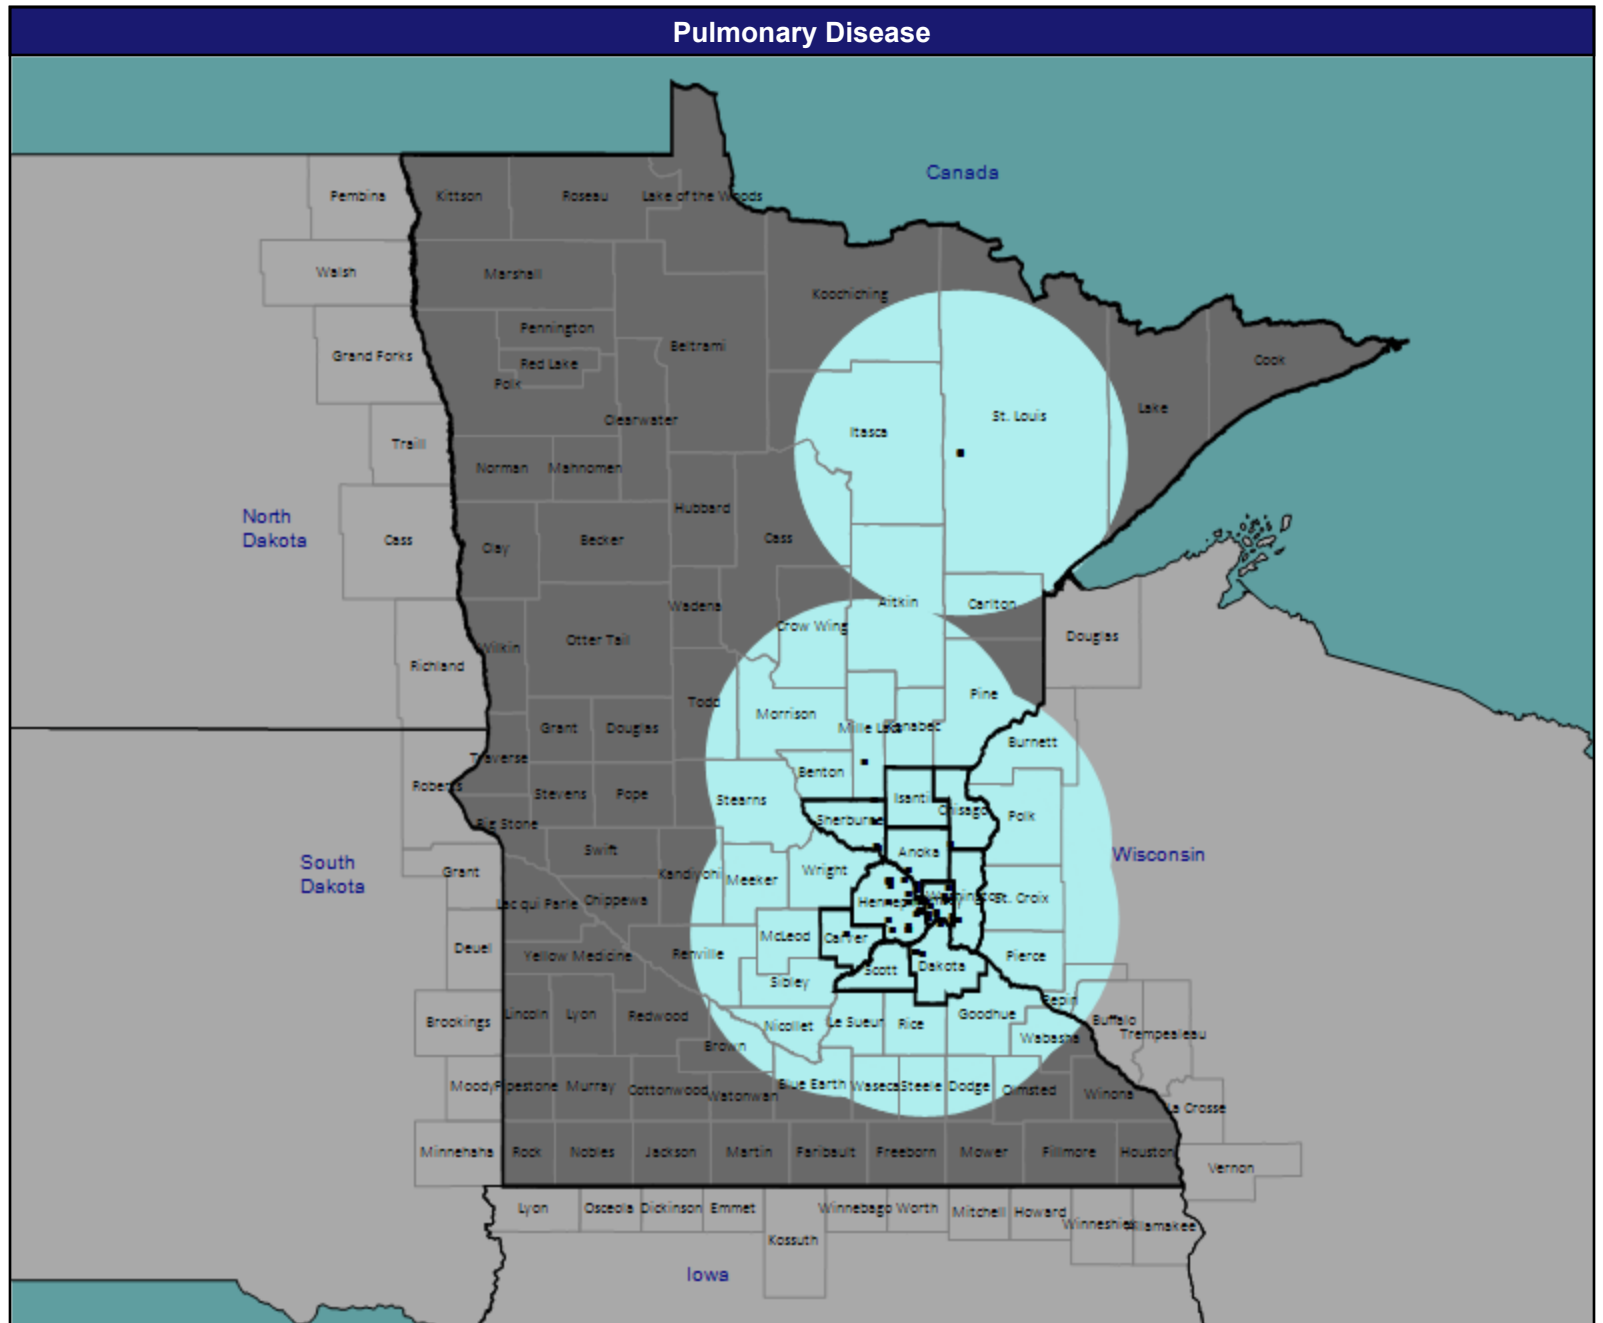 Pulmonary Disease
Canada
Pembina
Kittson
Roseau
Lake of the Woods
Walsh
Marshall
Koochiching
Pennington
Grand Forks
Red Lake
Beltrami
Cook
Polk
Lake
St. Louis
Clearwater
Itasca
Traill
Norman
Mahnomen
Hubbard
North
Dakota
Cass
Clay
Becker
Cass
Wadena
Aitkin
Carlton
Crow Wing
Otter Tail
Douglas
Wilkin
Richland
Todd
Pine
Morrison
Grant
Douglas
Mille Lacs
Kanabec
Burnett
Traverse
Benton
Roberts
Stevens
Pope
Stearns
Isanti
Chisago
Polk
Big Stone
Sherburne
Swift
Anoka
Wisconsin
South
Dakota
Grant
Kandiyohi
Meeker
Wright
Lac qui Parle
Chippewa
Hennepin
Washington
St. Croix
McLeod
Carver
Deuel
Yellow Medicine
Renville
Pierce
Scott
Dakota
Sibley
Pepin
Brookings
Lincoln
Lyon
Redwood
Nicollet
Le Sueur
Rice
Goodhue
Buffalo
Trempealeau
Wabasha
Brown
Moody
Pipestone
Murray
Cottonwood
Watonwan
Blue Earth
Waseca
Steele
Dodge
Olmsted
Winona
La Crosse
Minnehaha
Rock
Nobles
Jackson
Martin
Faribault
Freeborn
Mower
Fillmore
Houston
Vernon
Lyon
Osceola
Dickinson
Emmet
Winnebago
Worth
Mitchell
Howard
Winneshiek
Allamakee
Kossuth
Iowa